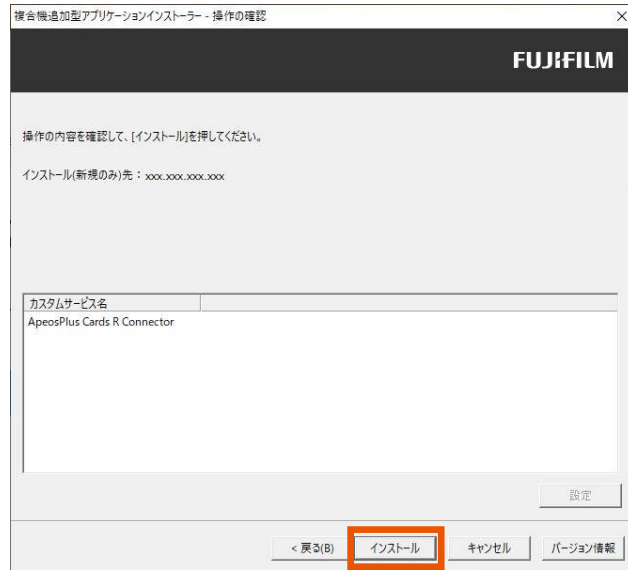 複合機追加型アプリケーションインストーラー - 操作の確認
FUJIFILM
操作の内容を確認して、[インストール]を押してください。
インストール(新規のみ)先：xxx.xxx.xxx.xxx
カスタムサービス名
ApeosPlus Cards R Connector
設定
< 戻る(B) インストール キャンセル バージョン情報